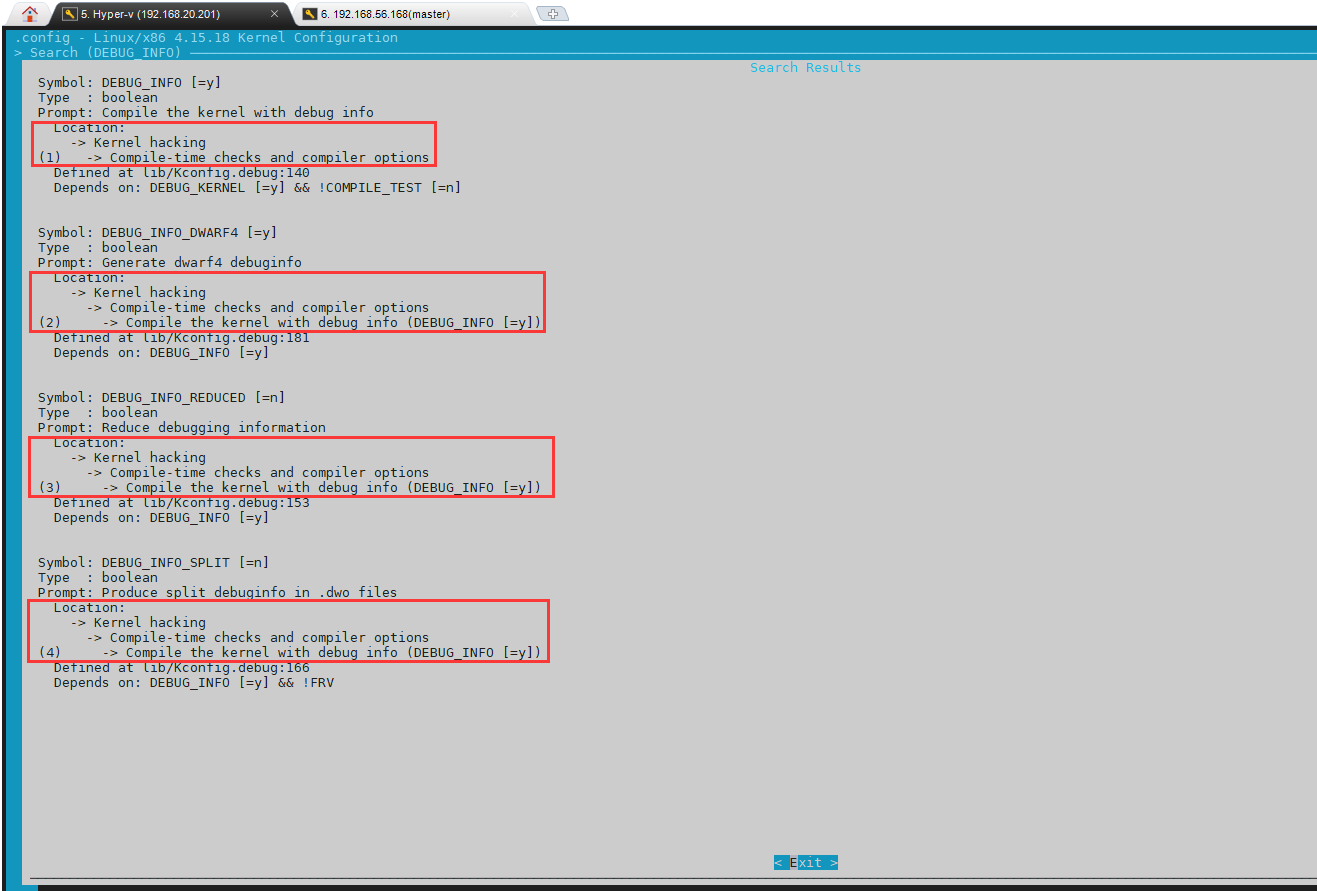 5. Hyper-v (192.168.20.201)
6. 192.168.56.168(master)
.config - Linux/x86 4.15.18 Kernel Configuration
> Search (DEBUG_INFO)
Search Results
Symbol: DEBUG_INFO [=y]
Type  : boolean
Prompt: Compile the kernel with debug info
Location:
-> Kernel hacking
(1)   -> Compile-time checks and compiler options
Defined at lib/Kconfig.debug:140
Depends on: DEBUG_KERNEL [=y] && !COMPILE_TEST [=n]
Symbol: DEBUG_INFO_DWARF4 [=y]
Type  : boolean
Prompt: Generate dwarf4 debuginfo
Location:
-> Kernel hacking
-> Compile-time checks and compiler options
(2)     -> Compile the kernel with debug info (DEBUG_INFO [=y])
Defined at lib/Kconfig.debug:181
Depends on: DEBUG_INFO [=y]
Symbol: DEBUG_INFO_REDUCED [=n]
Type  : boolean
Prompt: Reduce debugging information
Location:
-> Kernel hacking
-> Compile-time checks and compiler options
(3)     -> Compile the kernel with debug info (DEBUG_INFO [=y])
Defined at lib/Kconfig.debug:153
Depends on: DEBUG_INFO [=y]
Symbol: DEBUG_INFO_SPLIT [=n]
Type  : boolean
Prompt: Produce split debuginfo in .dwo files
Location:
-> Kernel hacking
-> Compile-time checks and compiler options
(4)     -> Compile the kernel with debug info (DEBUG_INFO [=y])
Defined at lib/Kconfig.debug:166
Depends on: DEBUG_INFO [=y] && !FRV
< Exit >